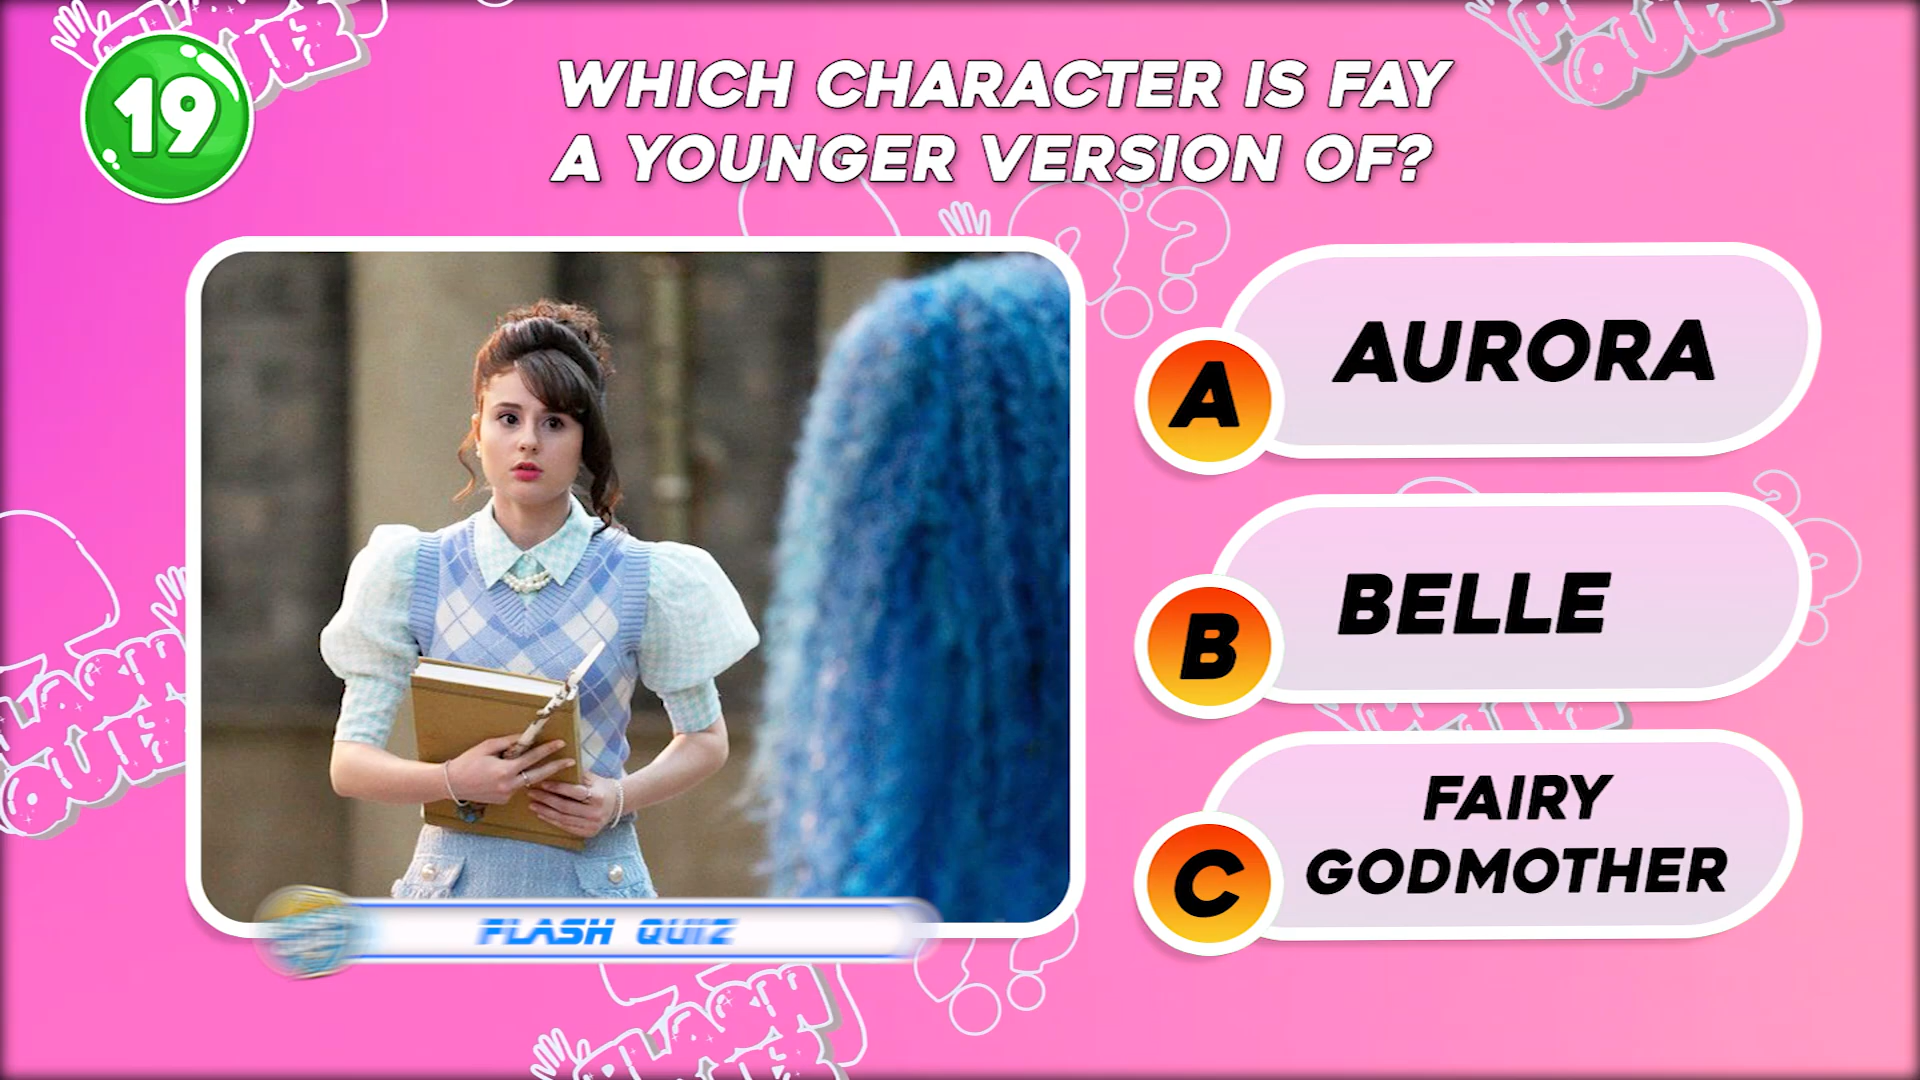 19
WHICH CHARACTER IS FAY
A YOUNGER VERSION OF?
A
AURORA
B
BELLE
C
FAIRY
GODMOTHER
FLASH QUIZ